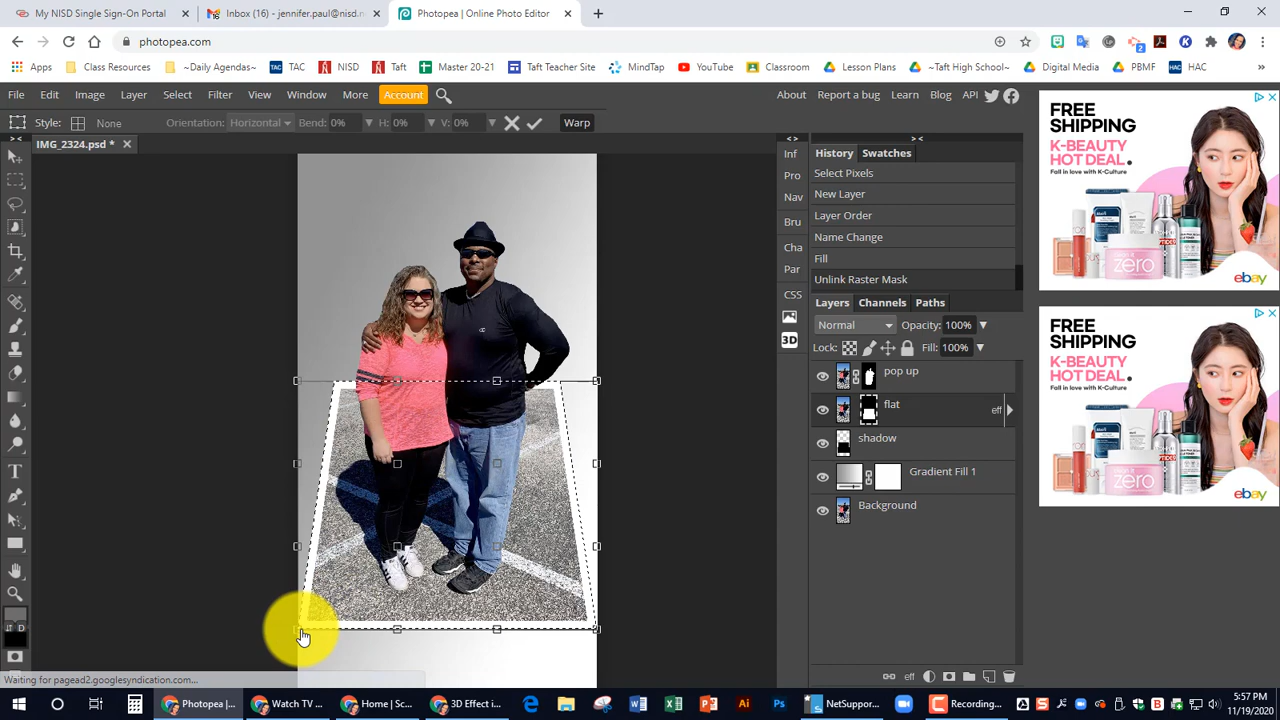 My NISD Single Sign-On Portal
Inbox (16) - jennifer.paul@nisd.n
Photopea | Online Photo Editor
photopea.com
2
Apps
Class Resources
~Daily Agendas~
TAC
NISD
Taft
Master 20-21
Taft Teacher Site
MindTap
YouTube
Classroom
Lesson Plans
~Taft High School~
Digital Media
PBMF
HAC
File Edit Image Layer Select Filter View Window More Account
About Report a bug Learn Blog API
Style: None Orientation: Horizontal Bend: 0% H: 0% V: 0% Warp
IMG_2324.psd *
Inf
Pro
Nav
Bru
Cha
Par
CSS
3D
History Swatches
Set Pixels
New Layer
Layer Order
Name Change
Fill
Unlink Raster Mask
Layers Channels Paths
Normal Opacity: 100%
Lock: Fill: 100%
pop up
flat eff
shadow
Gradient Fill 1
Background
eff
FREE
SHIPPING
K-BEAUTY
HOT DEAL.
Fall in love with K-Culture
zero
ebay
FREE
SHIPPING
K-BEAUTY
HOT DEAL.
Fall in love with K-Culture
zero
ebay
D
Waiting for pagead2.googlesyndication.com...
Photopea |...
Watch TV ...
Home | Sc...
3D Effect i...
NetSuppor...
Recording...
5:57 PM
11/19/2020